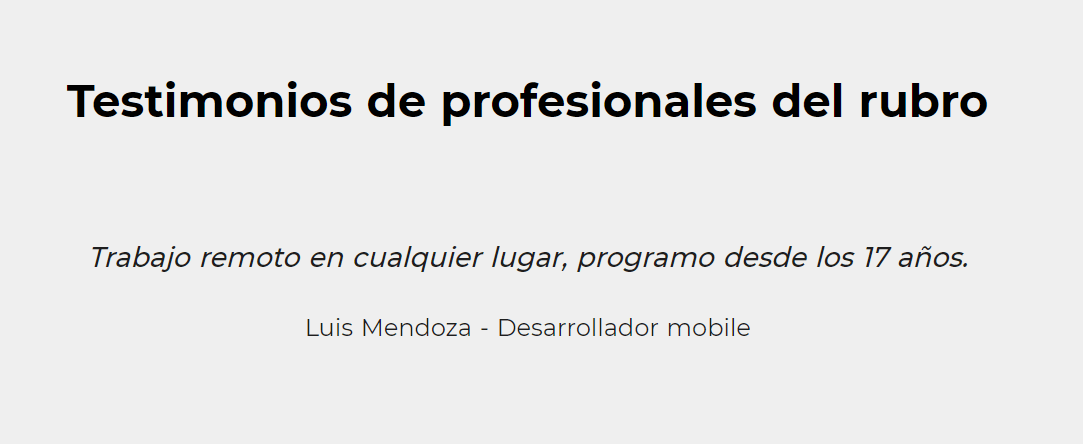 Testimonios de profesionales del rubro
Trabajo remoto en cualquier lugar, programo desde los 17 años.
Luis Mendoza - Desarrollador mobile